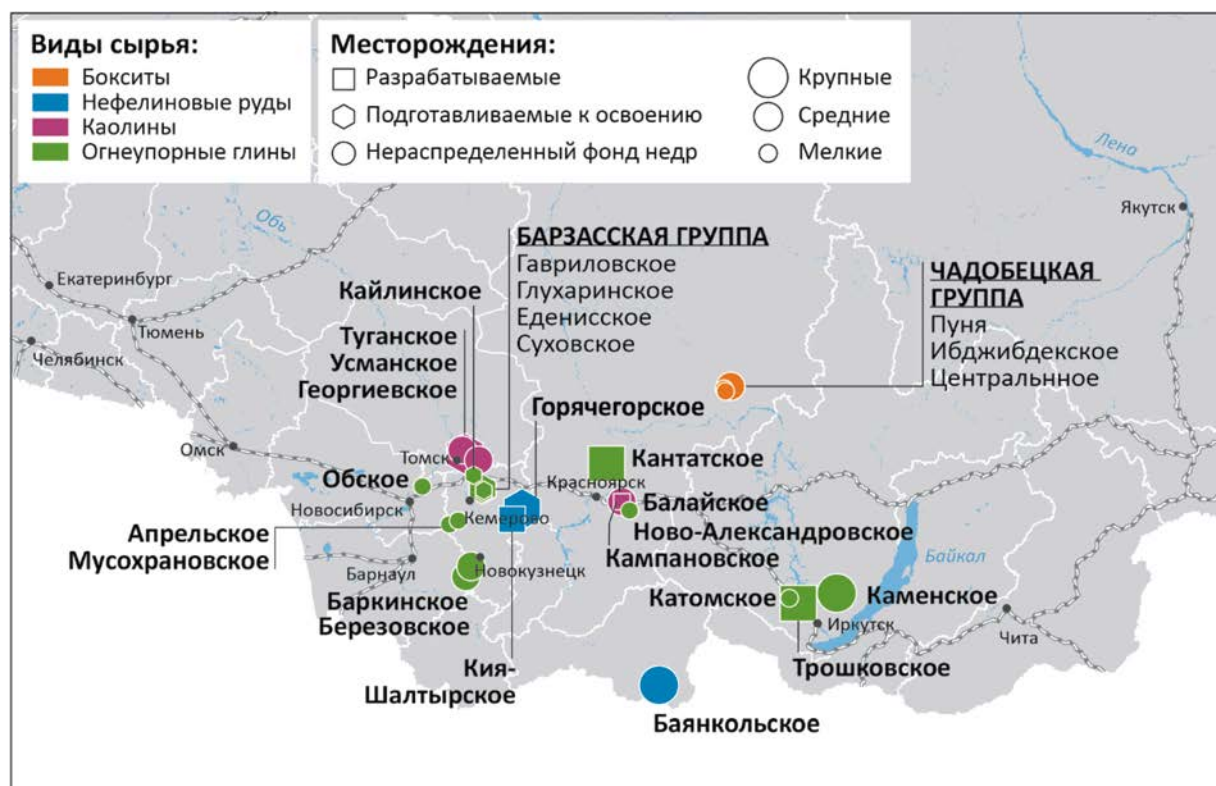 Виды сырья:
Бокситы
Нефелиновые руды
Каолины
Огнеупорные глины
Месторождения:
Разрабатываемые
Подготавливаемые к освоению
Нераспределенный фонд недр
Крупные
Средние
Мелкие
Лена
Якутск
Обь
Екатеринбург
Тюмень
Челябинск
Омск
БАРЗАССКАЯ ГРУППА
Гавриловское
Глухаринское
Еденисское
Суховское
ЧАДОБЕЦКАЯ
ГРУППА
Пуня
Ибджибдекское
Центральнное
Кайлинское
Туганское
Усманское
Георгиевское
Горячегорское
Томск
Обское
Кантатское
Красноярск
Новосибирск
Кемерово
Балайское
Ново-Александровское
Кампановское
Апрельское
Мусохрановское
Барнаул
Новокузнецк
Байкал
Баркинское
Березовское
Катомское
Каменское
Иркутск
Чита
Трошковское
Кия-
Шалтырское
Баянкольское